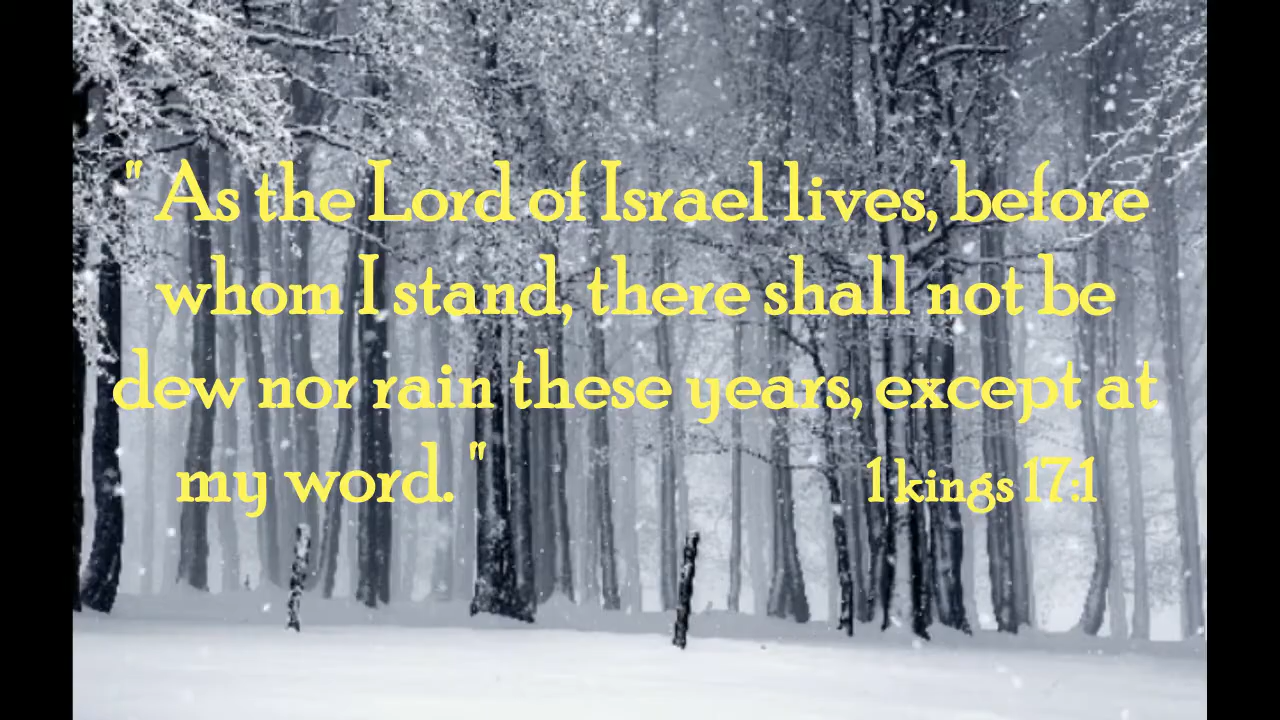 " As the Lord of Israel lives, before
whom I stand, there shall not be
dew nor rain these years, except at
my word. " 1 kings 17:1